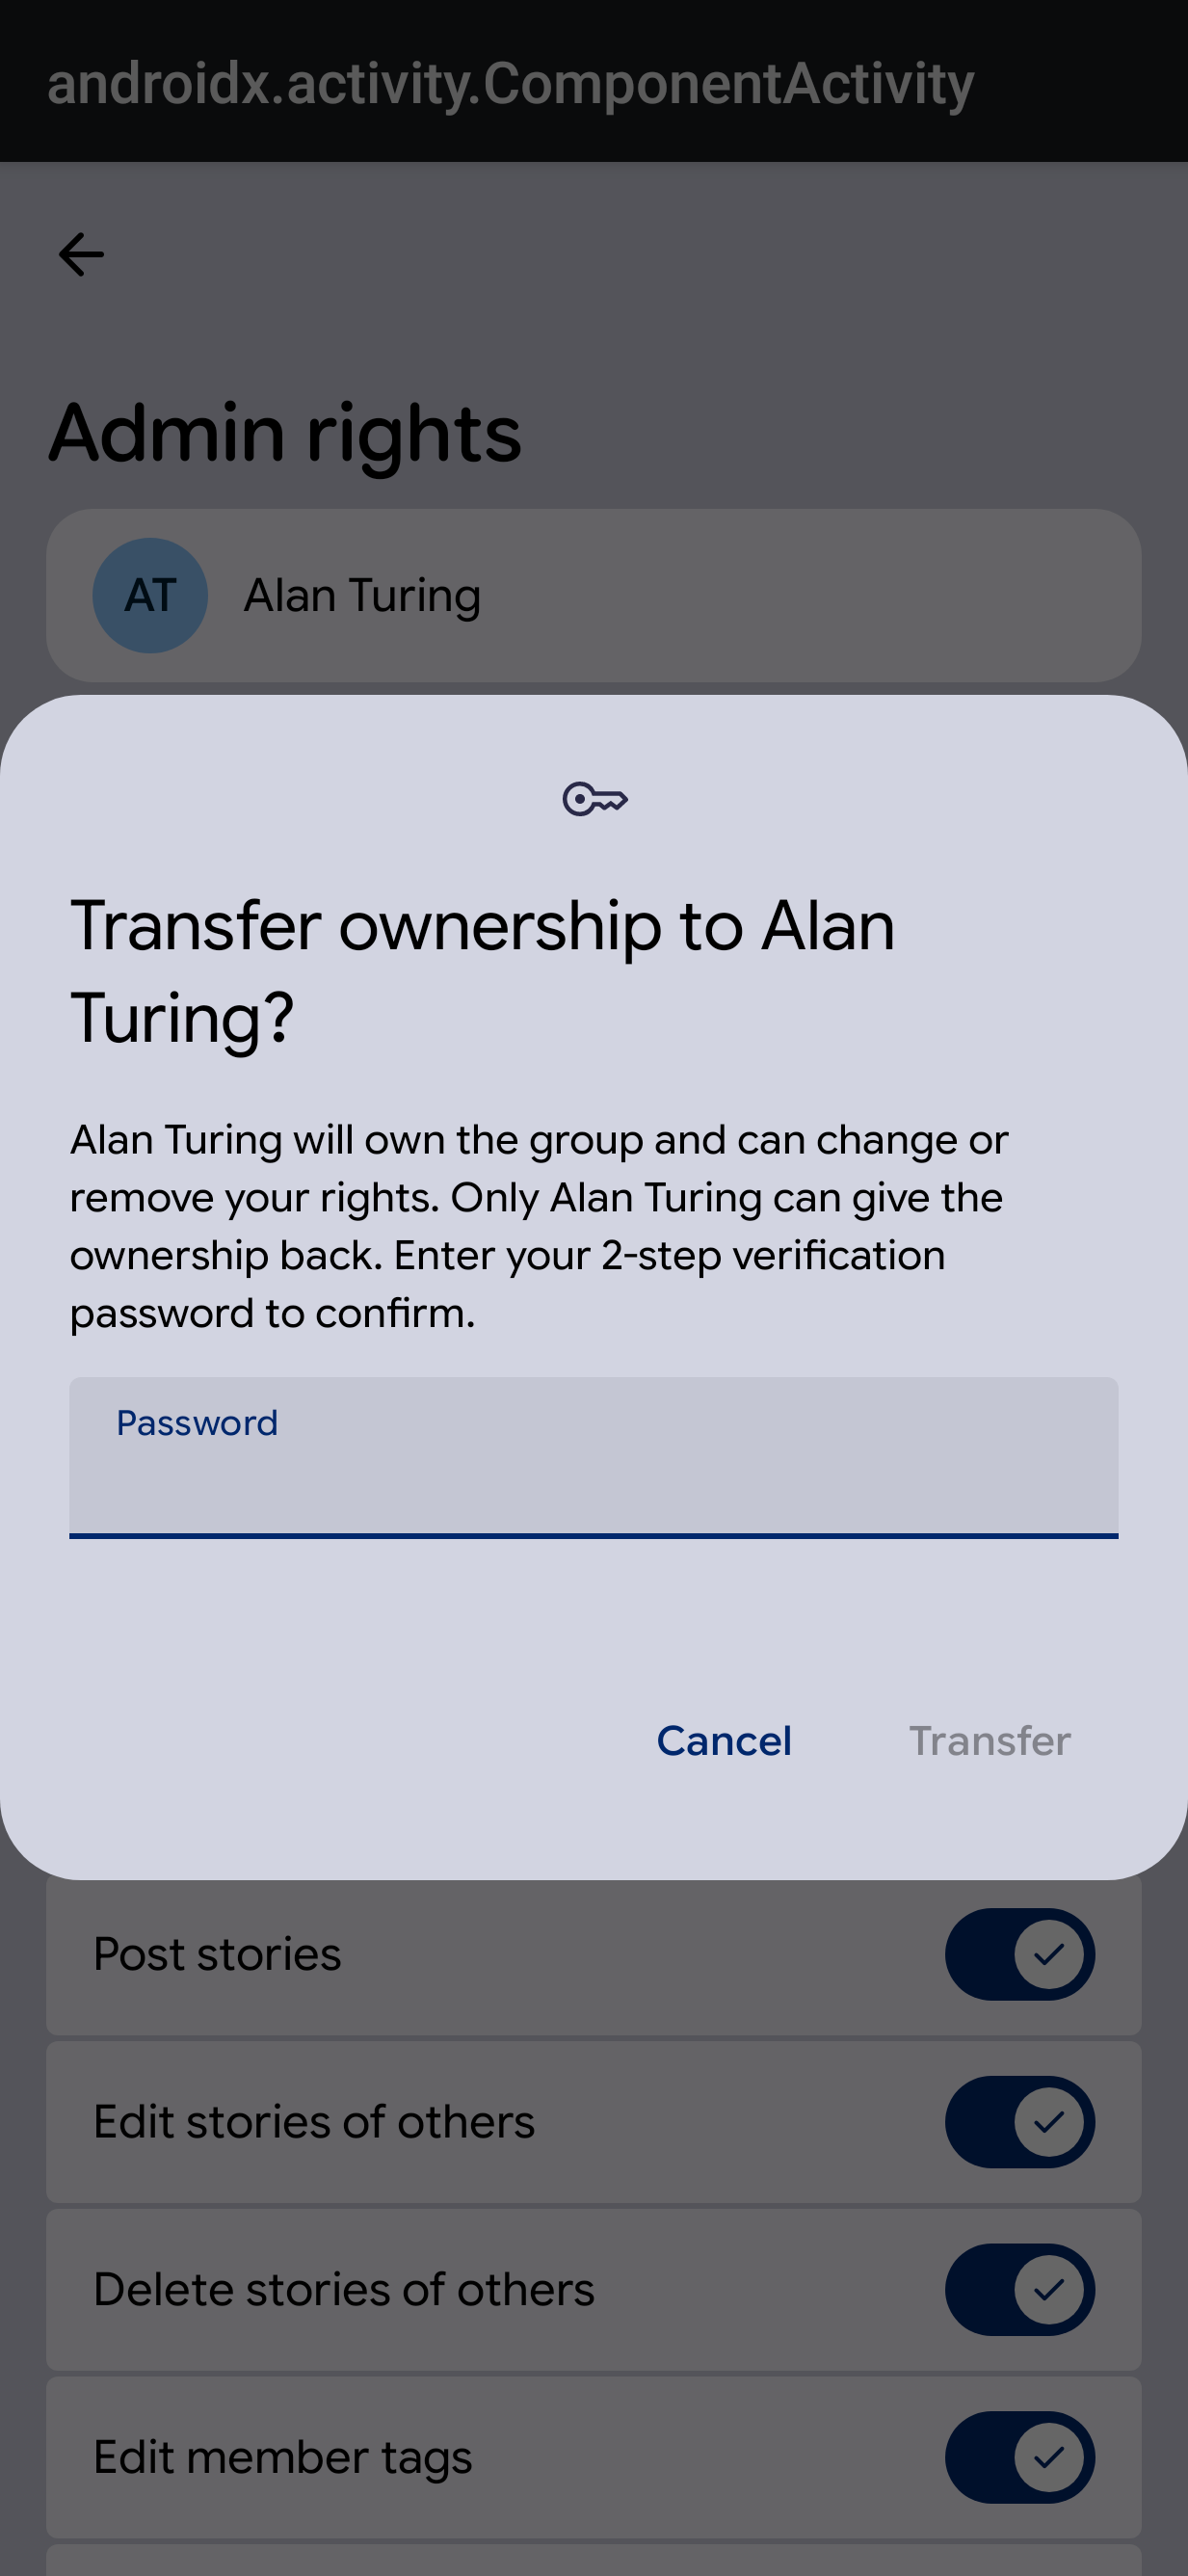 androidx.activity.ComponentActivity
Admin rights
AT
Alan Turing
Transfer ownership to Alan
Turing?
Alan Turing will own the group and can change or
remove your rights. Only Alan Turing can give the
ownership back. Enter your 2-step verification
password to confirm.
Password
Cancel
Transfer
Post stories
Edit stories of others
Delete stories of others
Edit member tags